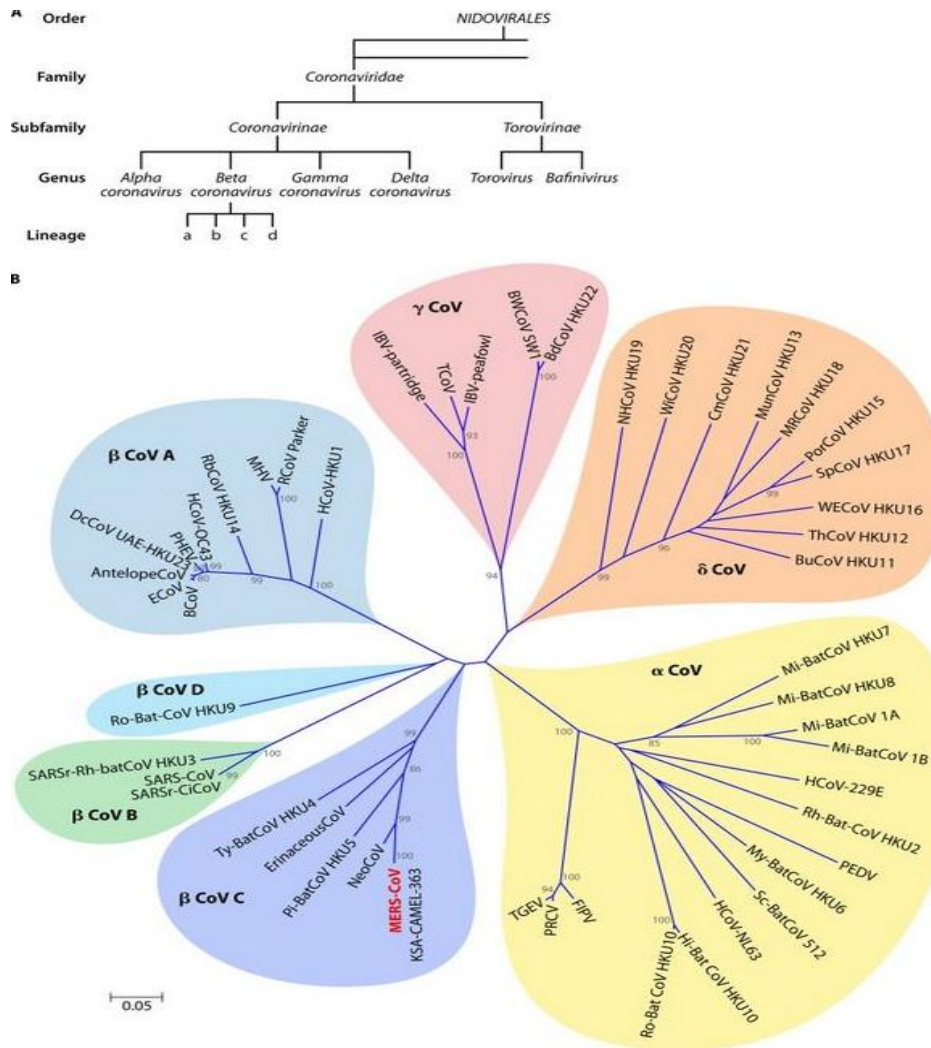 A
Order
NIDOVIRALES
Family
Coronaviridae
Subfamily
Coronavirinae
Torovirinae
Genus
Alpha
coronavirus
Beta
coronavirus
Gamma
coronavirus
Delta
coronavirus
Torovirus
Bafinivirus
Lineage
a b c d
B
γ CoV
IBV-partridge
TCoV
IBV-peafowl
BWCoV SW1
BdCoV HKU22
93
100
100
94
NHCoV HKU19
WiCoV HKU20
CmCoV HKU21
MunCoV HKU13
MRCoV HKU18
PorCoV HKU15
SpCoV HKU17
WECoV HKU16
ThCoV HKU12
BuCoV HKU11
99
96
99
δ CoV
β CoV A
DcCoV UAE-HKU23
PHEV
HCoV-OC43
RbCoV HKU14
MHV
RCoV Parker
HCoV-HKU1
AntelopeCoV
ECoV
BCoV
99
80
99
100
100
β CoV D
Ro-Bat-CoV HKU9
SARSr-Rh-batCoV HKU3
SARS-CoV
SARSr-CiCoV
100
99
β CoV B
99
86
99
100
Ty-BatCoV HKU4
ErinaceousCoV
Pi-BatCoV HKU5
NeoCoV
MERS-CoV
KSA-CAMEL-363
β CoV C
α CoV
Mi-BatCoV HKU7
Mi-BatCoV HKU8
Mi-BatCoV 1A
Mi-BatCoV 1B
HCoV-229E
Rh-Bat-CoV HKU2
PEDV
My-BatCoV HKU6
Sc-BatCoV 512
HCoV-NL63
Hi-Bat CoV HKU10
Ro-Bat CoV HKU10
TGEV
PRCV
FIPV
100
85
100
100
94
100
0.05